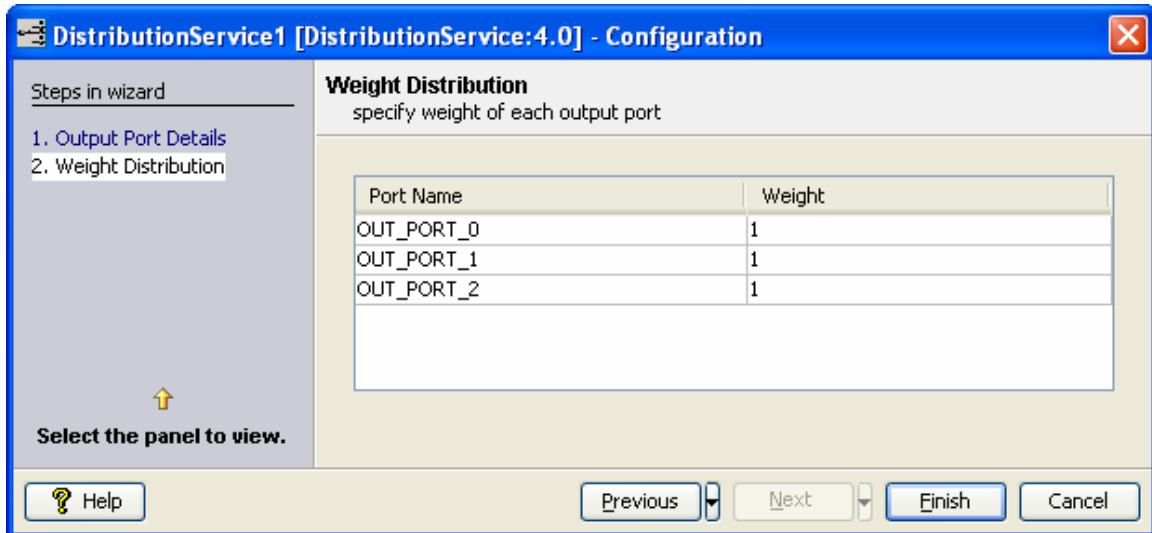 DistributionService1 [DistributionService:4.0] - Configuration
Steps in wizard
1. Output Port Details
2. Weight Distribution
Select the panel to view.
Weight Distribution
specify weight of each output port
Port Name Weight
OUT_PORT_0 1
OUT_PORT_1 1
OUT_PORT_2 1
Help Previous Next Finish Cancel